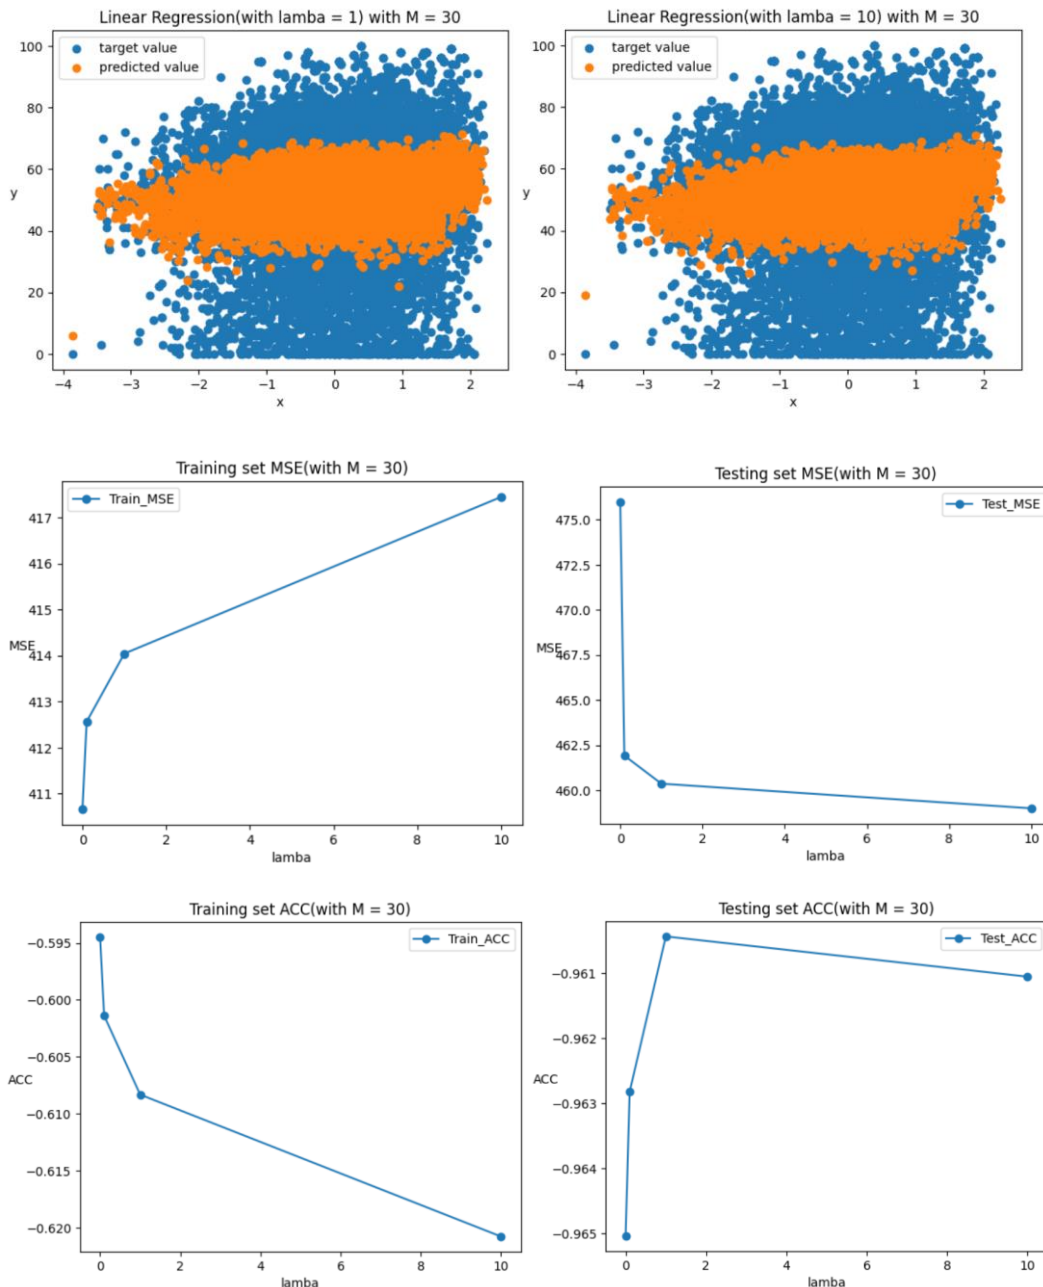 Linear Regression(with lamba = 1) with M = 30
target value
predicted value
100
80
60
40
20
0
y
−4 −3 −2 −1 0 1 2
x
Linear Regression(with lamba = 10) with M = 30
target value
predicted value
100
80
60
40
20
0
y
−4 −3 −2 −1 0 1 2
x
Training set MSE(with M = 30)
Train_MSE
417
416
415
MSE
414
413
412
411
0 2 4 6 8 10
lamba
Testing set MSE(with M = 30)
Test_MSE
475.0
472.5
470.0
MSE
467.5
465.0
462.5
460.0
0 2 4 6 8 10
lamba
Training set ACC(with M = 30)
Train_ACC
−0.595
−0.600
−0.605
ACC
−0.610
−0.615
−0.620
0 2 4 6 8 10
lamba
Testing set ACC(with M = 30)
Test_ACC
−0.961
−0.962
ACC
−0.963
−0.964
−0.965
0 2 4 6 8 10
lamba